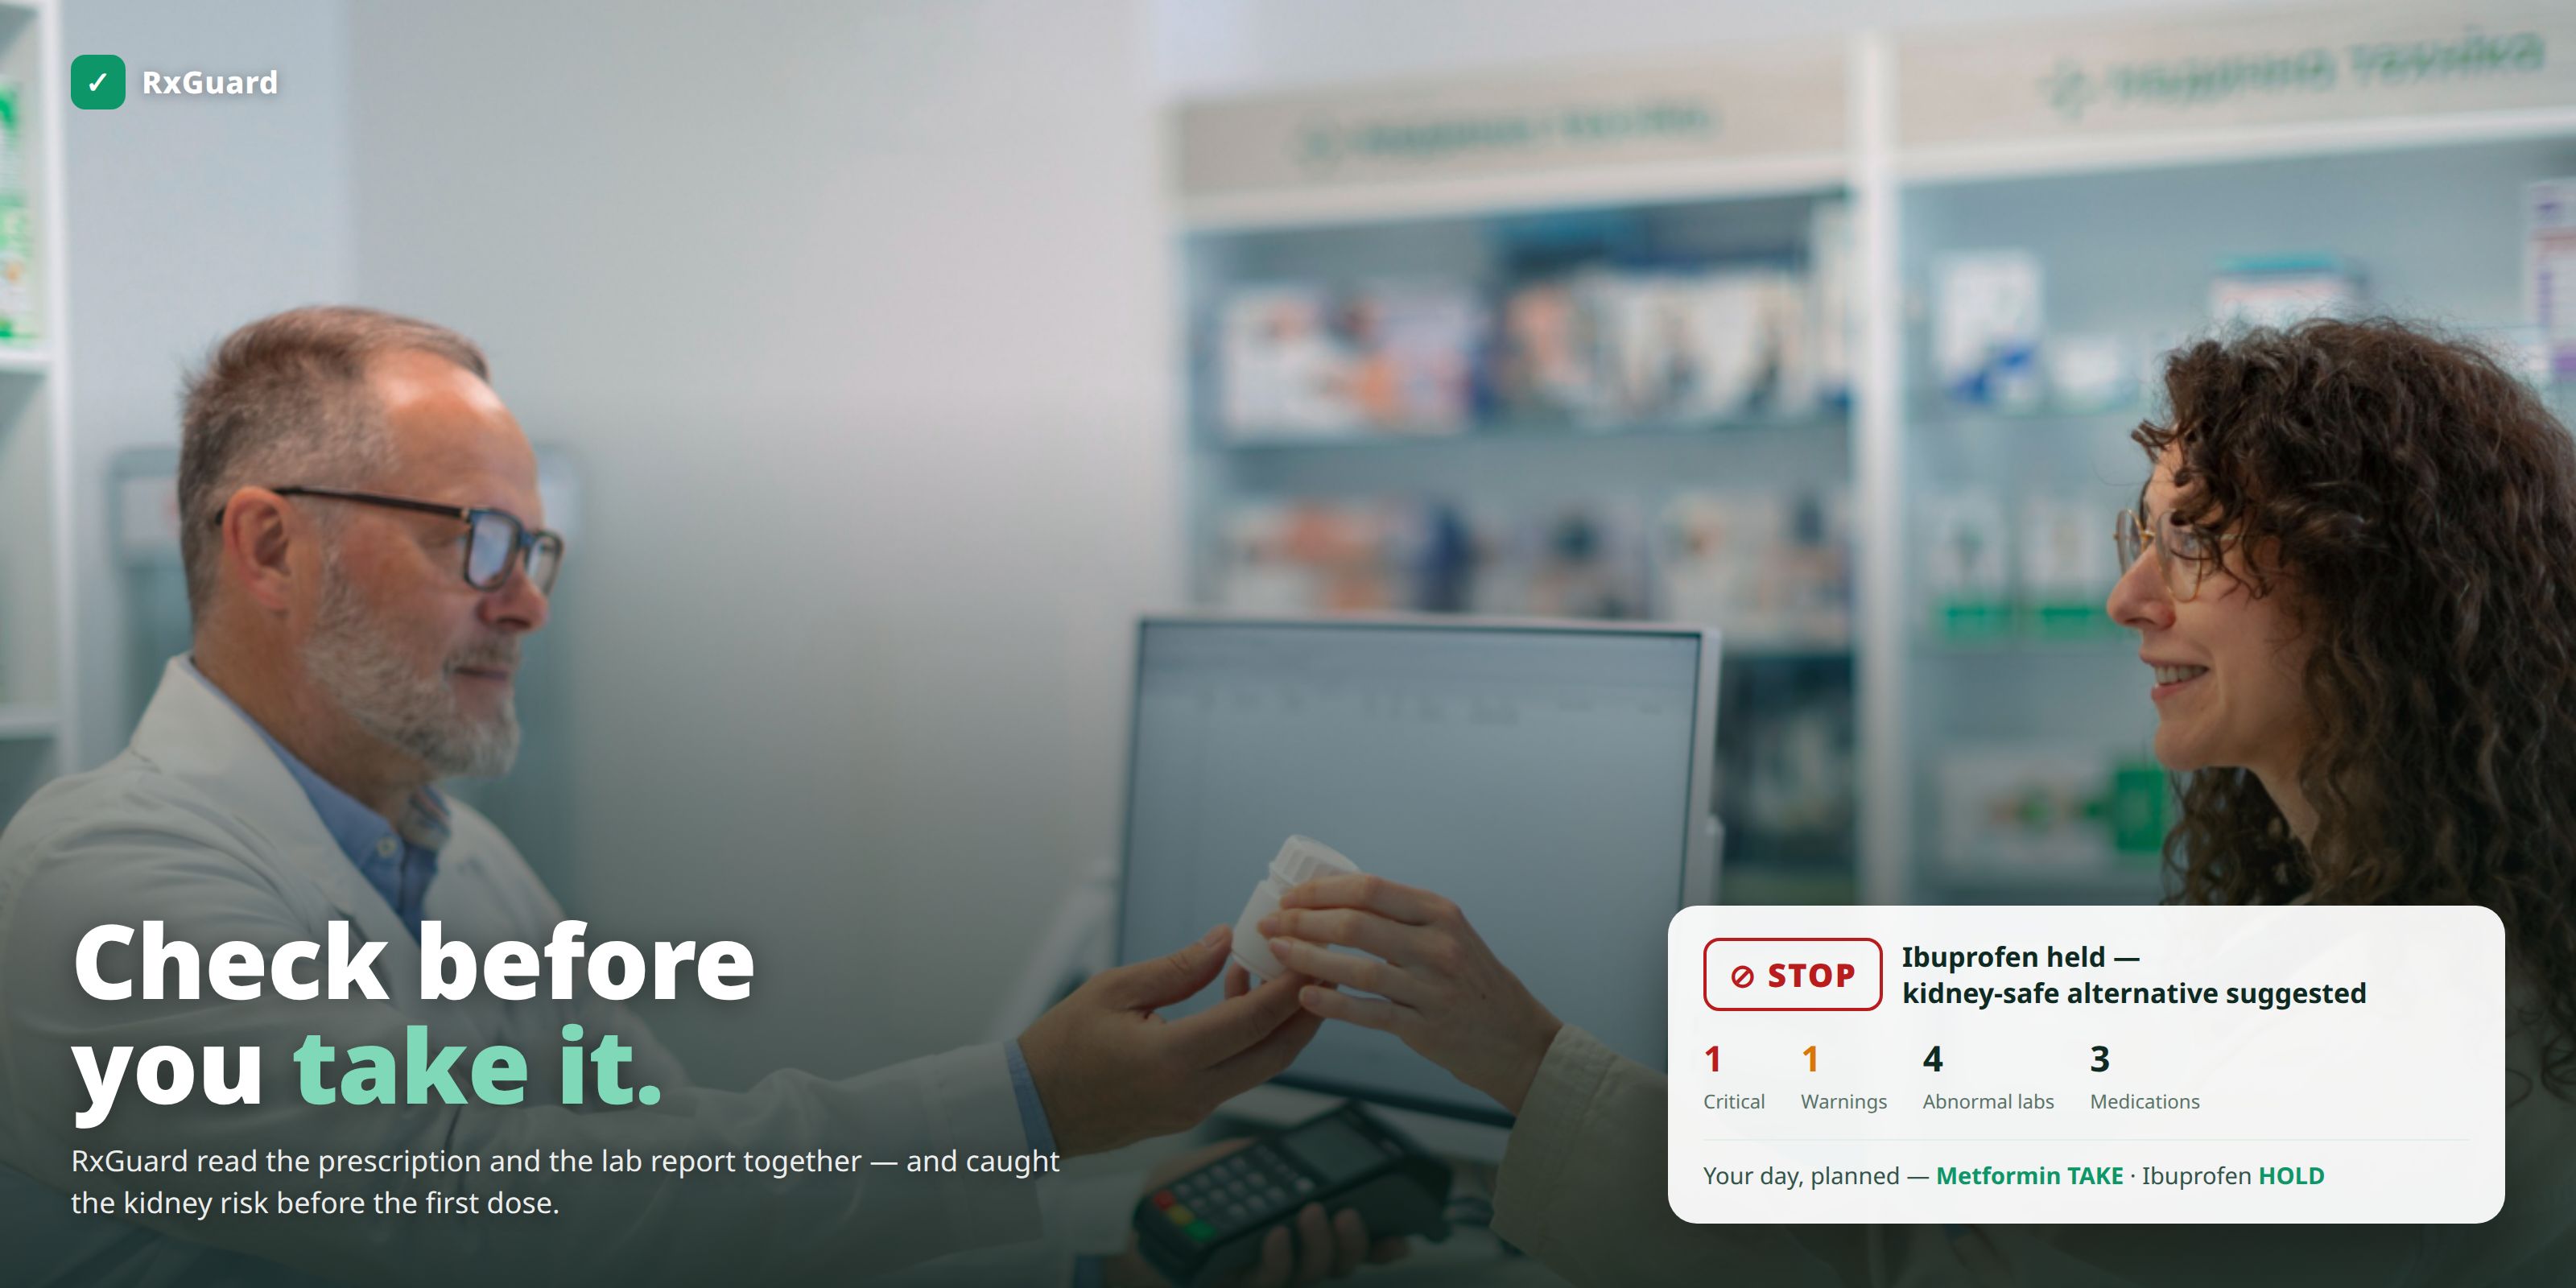 ✓ RxGuard
Check before
you take it.
RxGuard read the prescription and the lab report together — and caught
the kidney risk before the first dose.
⊘ STOP
Ibuprofen held —
kidney-safe alternative suggested
1 1 4 3
Critical Warnings Abnormal labs Medications
Your day, planned — Metformin TAKE · Ibuprofen HOLD